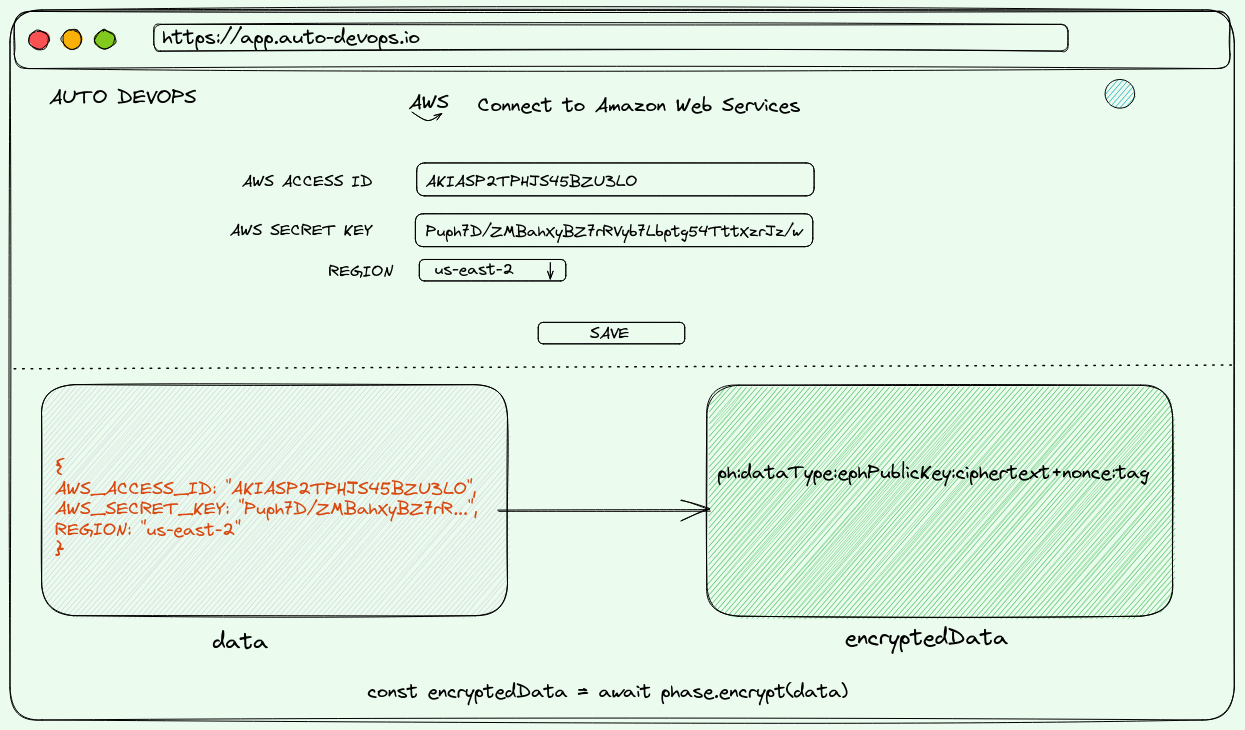 https://app.auto-devops.io
AUTO DEVOPS
AWS Connect to Amazon Web Services
AWS ACCESS ID AKIASP2TPHJS45BZU3LO
AWS SECRET KEY 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
REGION us-east-2
SAVE
{
AWS_ACCESS_ID: "AKIASP2TPHJS45BZU3LO",
AWS_SECRET_KEY: "Puph7D/ZMBahXyBZ7rR...",
REGION: "us-east-2"
}
ph:dataType:ephPublicKey:ciphertext+nonce:tag
data
encryptedData
const encryptedData = await phase.encrypt(data)